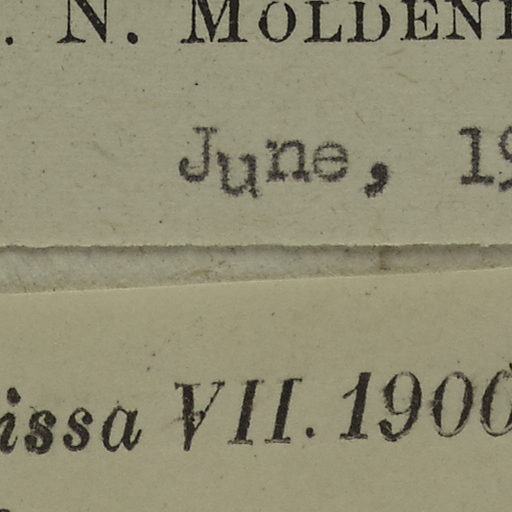 . N. MOLDEN
June, 19
issa VII. 1900